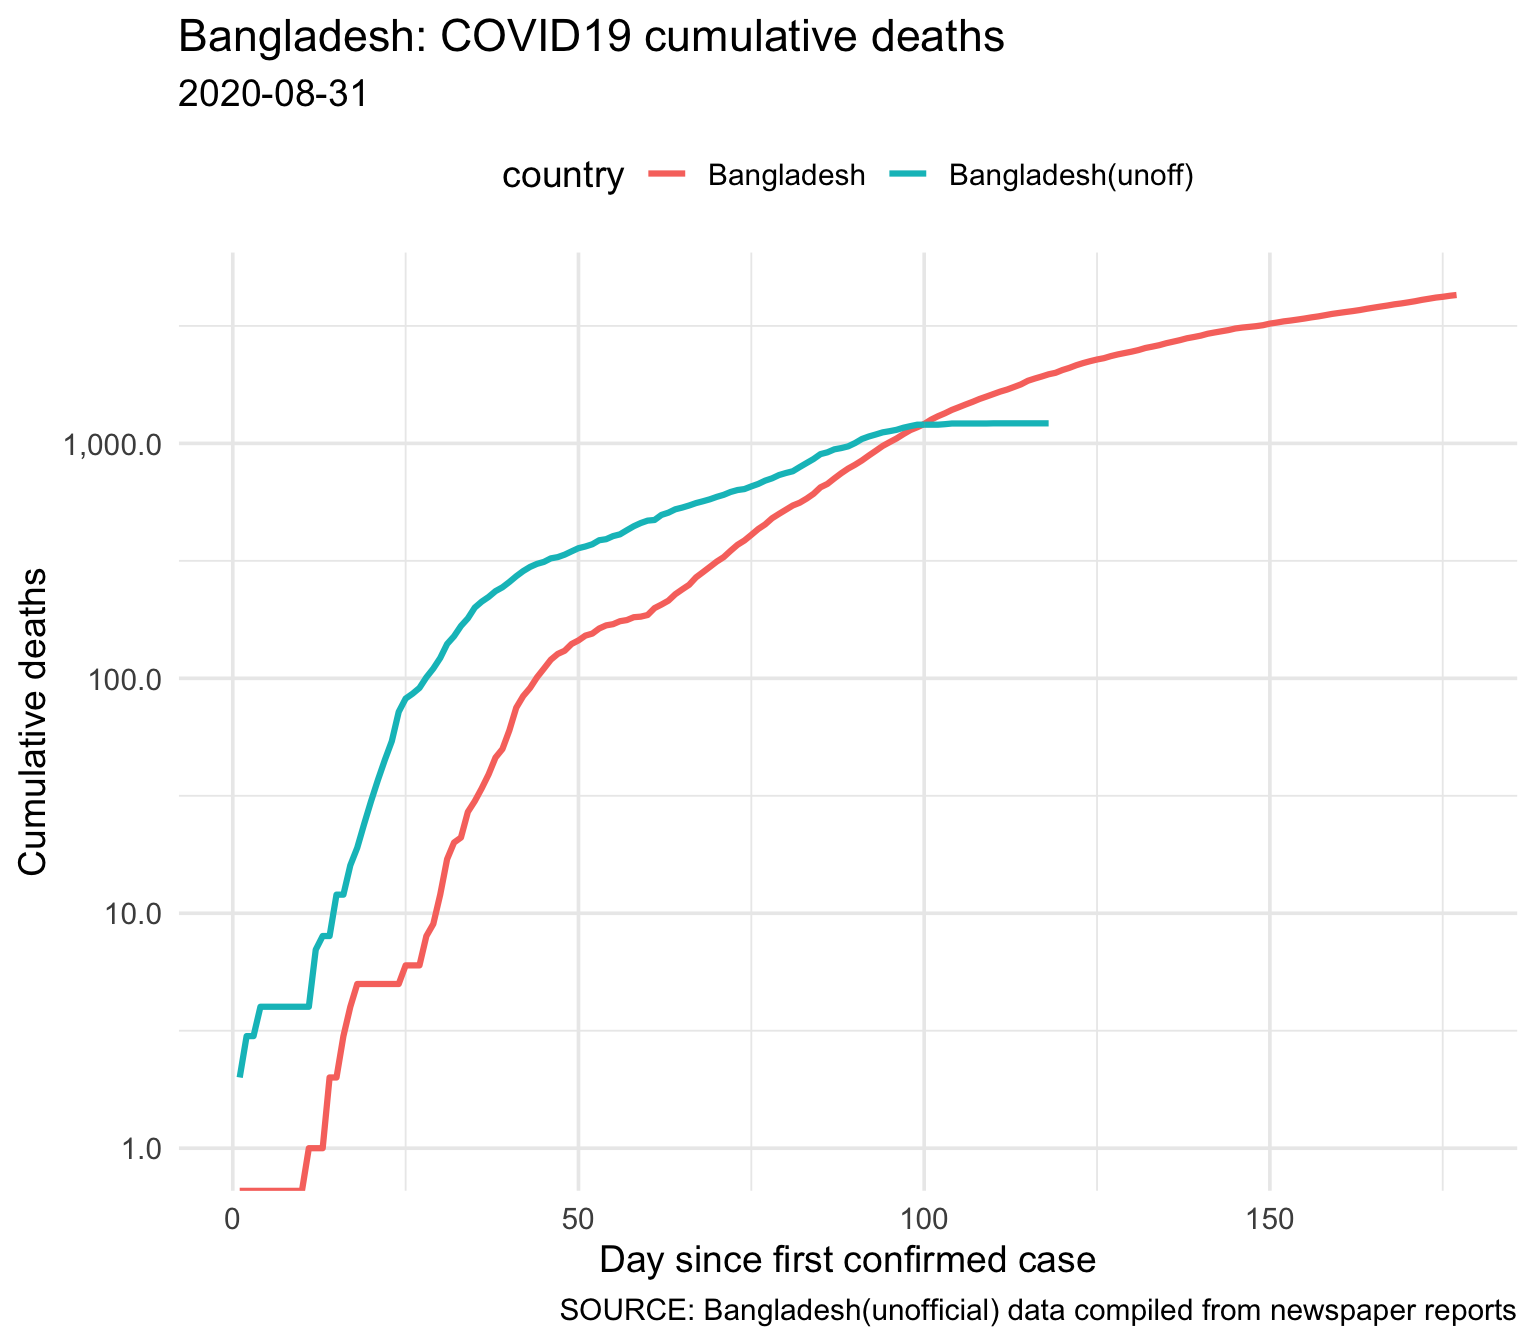 Bangladesh: COVID19 cumulative deaths
2020-08-31
country Bangladesh Bangladesh(unoff)
Cumulative deaths
1,000.0
100.0
10.0
1.0
0 50 100 150
Day since first confirmed case
SOURCE: Bangladesh(unofficial) data compiled from newspaper reports